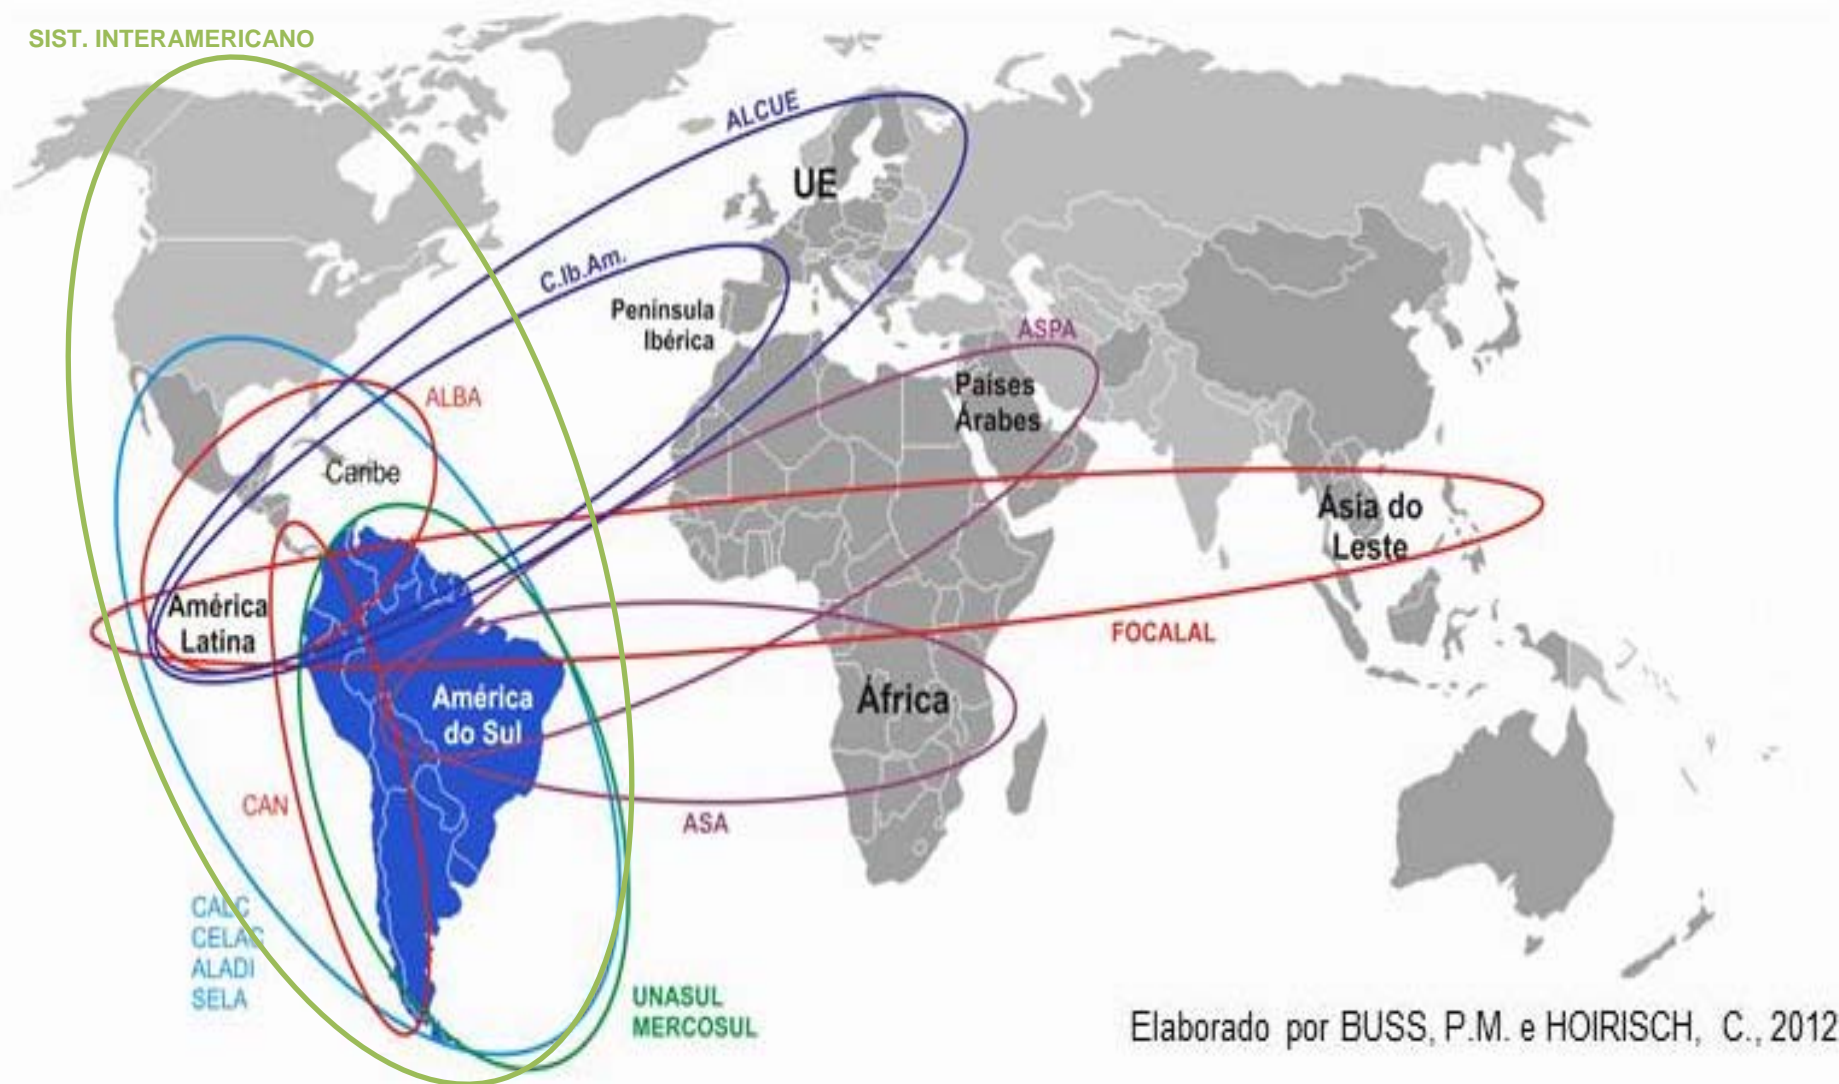 SIST. INTERAMERICANO
ALCUE
UE
C.Ib.Am.
Península
Ibérica
ASPA
Países
Árabes
ALBA
Caribe
Ásia do
Leste
América
Latina
FOCALAL
América
do Sul
África
CAN
ASA
CALC
CELAC
ALADI
SELA
UNASUL
MERCOSUL
Elaborado por BUSS, P.M. e HOIRISCH, C., 2012